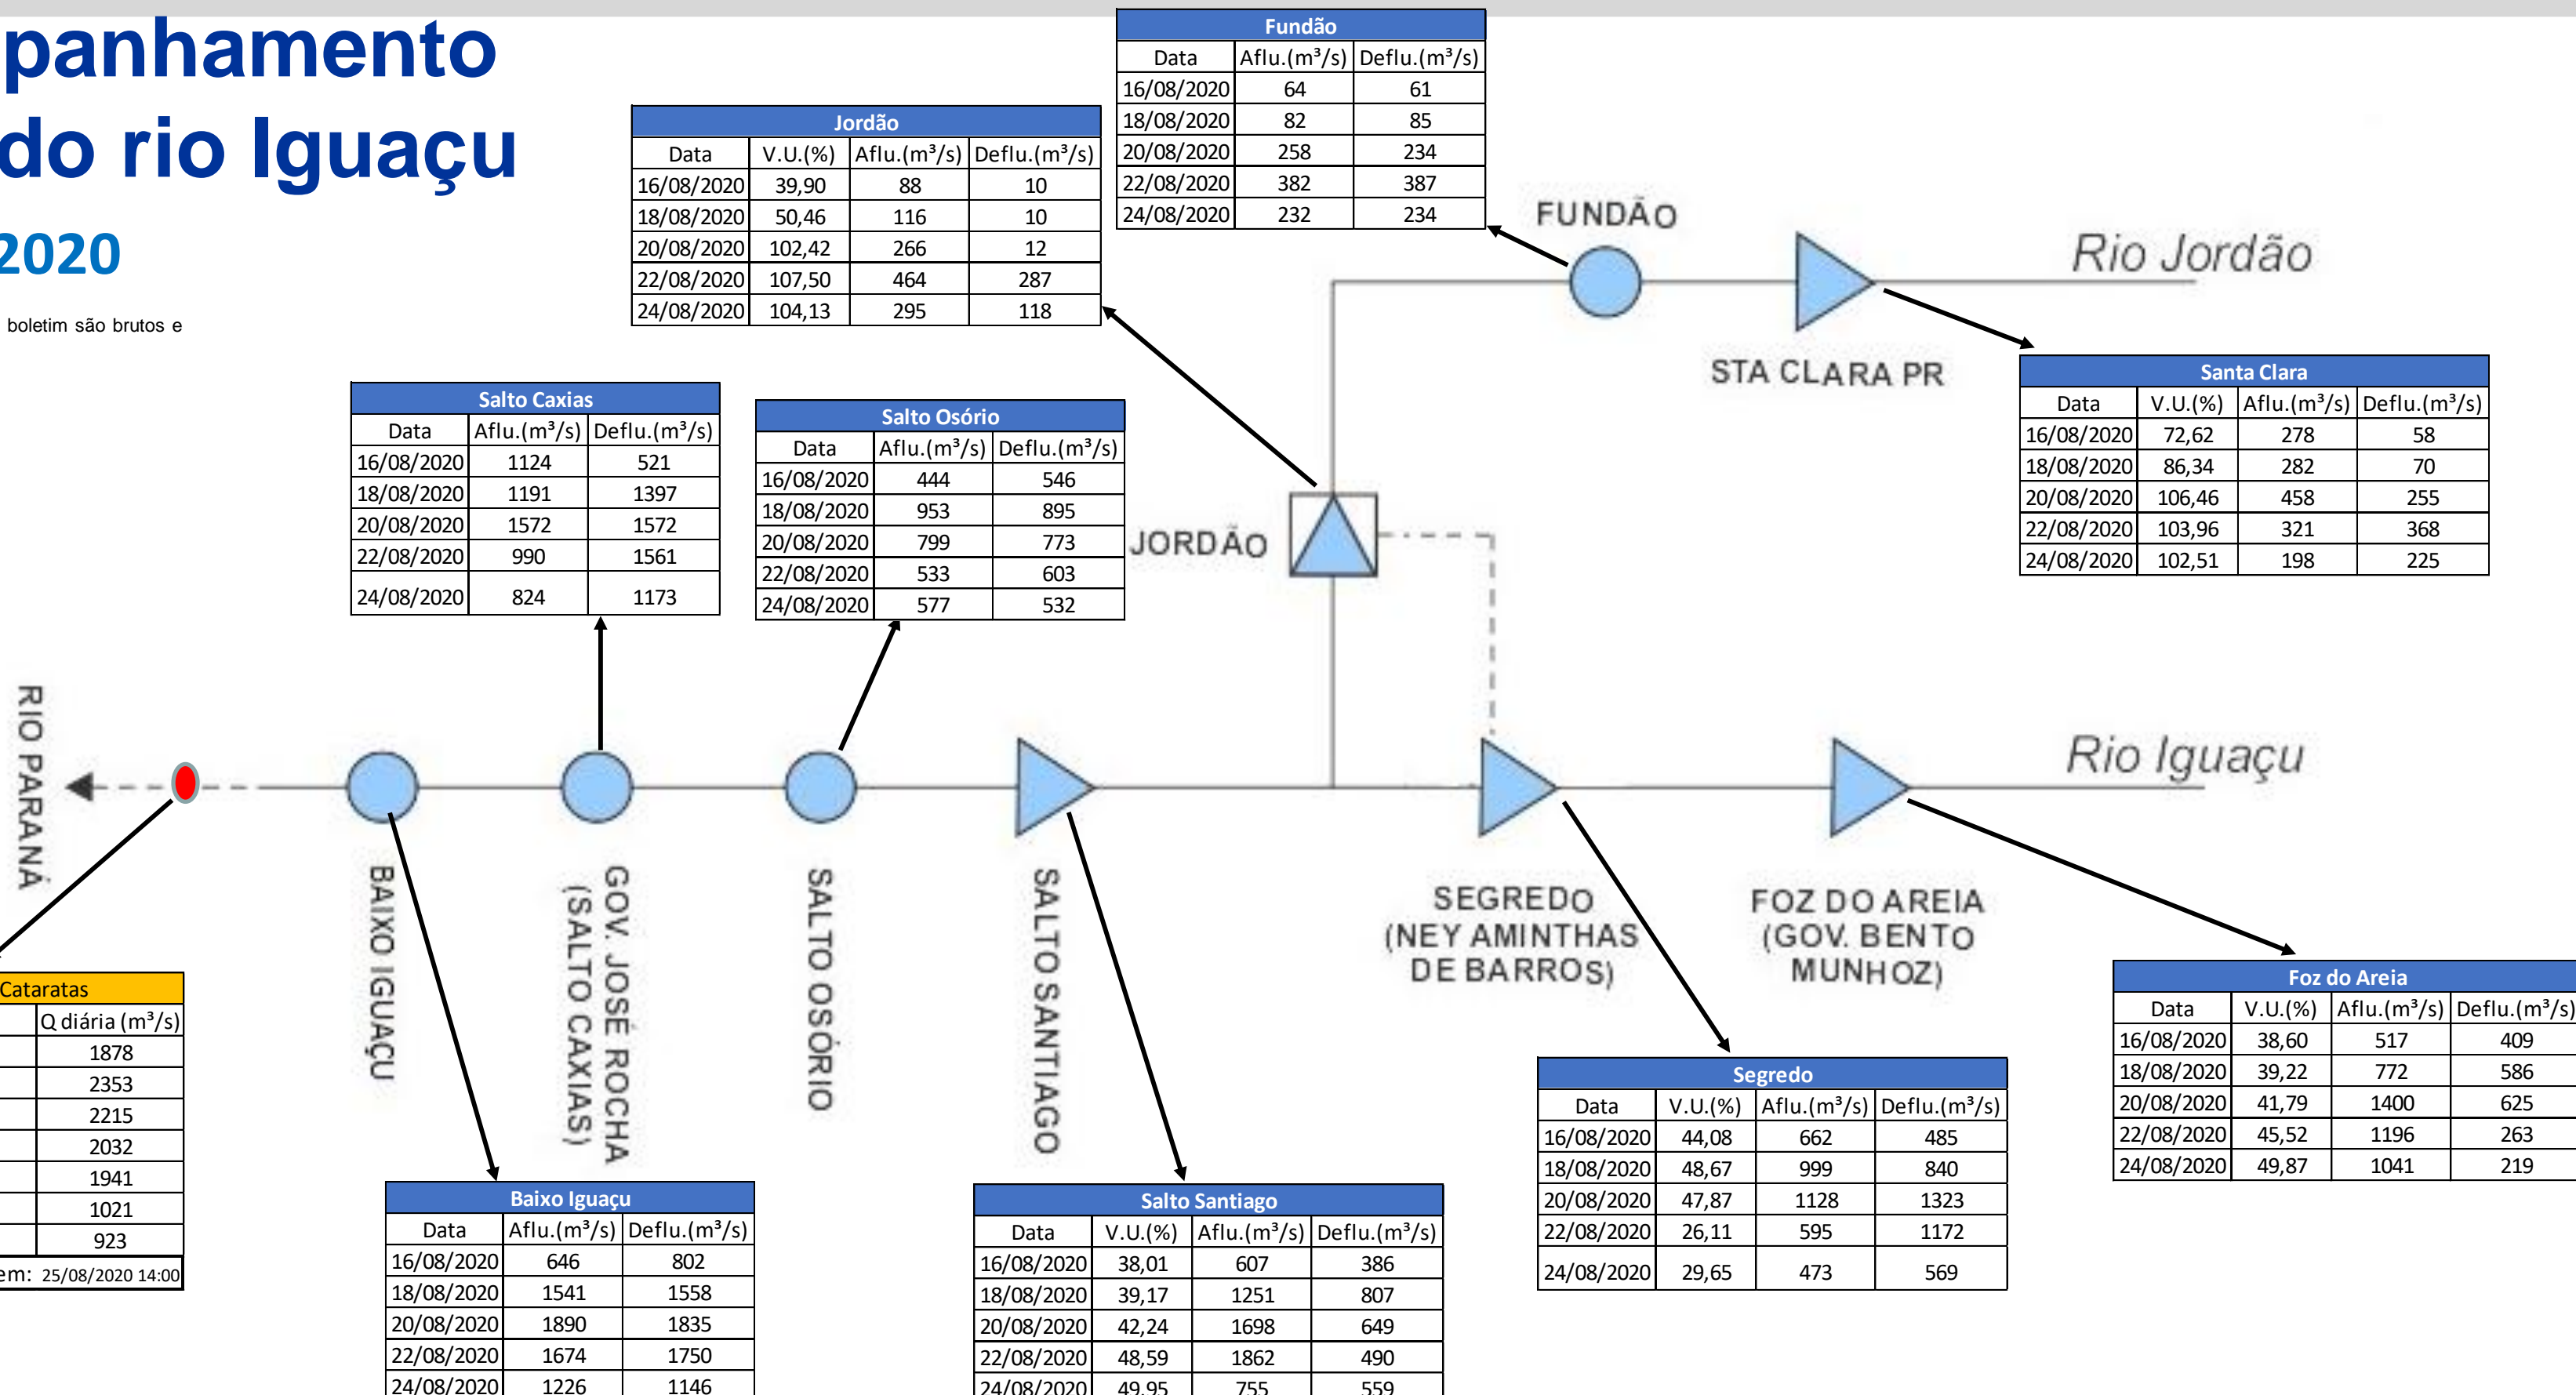 panhamento
do rio Iguaçu
2020
boletim são brutos e
Fundão
Data Aflu.(m³/s) Deflu.(m³/s)
16/08/2020 64 61
18/08/2020 82 85
20/08/2020 258 234
22/08/2020 382 387
24/08/2020 232 234
Jordão
Data V.U.(%) Aflu.(m³/s) Deflu.(m³/s)
16/08/2020 39,90 88 10
18/08/2020 50,46 116 10
20/08/2020 102,42 266 12
22/08/2020 107,50 464 287
24/08/2020 104,13 295 118
FUNDÃO
Rio Jordão
STA CLARA PR
Santa Clara
Data V.U.(%) Aflu.(m³/s) Deflu.(m³/s)
16/08/2020 72,62 278 58
18/08/2020 86,34 282 70
20/08/2020 106,46 458 255
22/08/2020 103,96 321 368
24/08/2020 102,51 198 225
Salto Caxias
Data Aflu.(m³/s) Deflu.(m³/s)
16/08/2020 1124 521
18/08/2020 1191 1397
20/08/2020 1572 1572
22/08/2020 990 1561
24/08/2020 824 1173
Salto Osório
Data Aflu.(m³/s) Deflu.(m³/s)
16/08/2020 444 546
18/08/2020 953 895
20/08/2020 799 773
22/08/2020 533 603
24/08/2020 577 532
JORDÃO
RIO PARANÁ
Rio Iguaçu
BAIXO IGUAÇU
GOV. JOSÉ ROCHA
(SALTO CAXIAS)
SALTO OSÓRIO
SALTO SANTIAGO
SEGREDO
(NEY AMINTHAS
DE BARROS)
FOZ DO AREIA
(GOV. BENTO
MUNHOZ)
Cataratas
Q diária (m³/s)
1878
2353
2215
2032
1941
1021
923
em: 25/08/2020 14:00
Baixo Iguaçu
Data Aflu.(m³/s) Deflu.(m³/s)
16/08/2020 646 802
18/08/2020 1541 1558
20/08/2020 1890 1835
22/08/2020 1674 1750
24/08/2020 1226 1146
Salto Santiago
Data V.U.(%) Aflu.(m³/s) Deflu.(m³/s)
16/08/2020 38,01 607 386
18/08/2020 39,17 1251 807
20/08/2020 42,24 1698 649
22/08/2020 48,59 1862 490
24/08/2020 49,95 755 559
Segredo
Data V.U.(%) Aflu.(m³/s) Deflu.(m³/s)
16/08/2020 44,08 662 485
18/08/2020 48,67 999 840
20/08/2020 47,87 1128 1323
22/08/2020 26,11 595 1172
24/08/2020 29,65 473 569
Foz do Areia
Data V.U.(%) Aflu.(m³/s) Deflu.(m³/s)
16/08/2020 38,60 517 409
18/08/2020 39,22 772 586
20/08/2020 41,79 1400 625
22/08/2020 45,52 1196 263
24/08/2020 49,87 1041 219